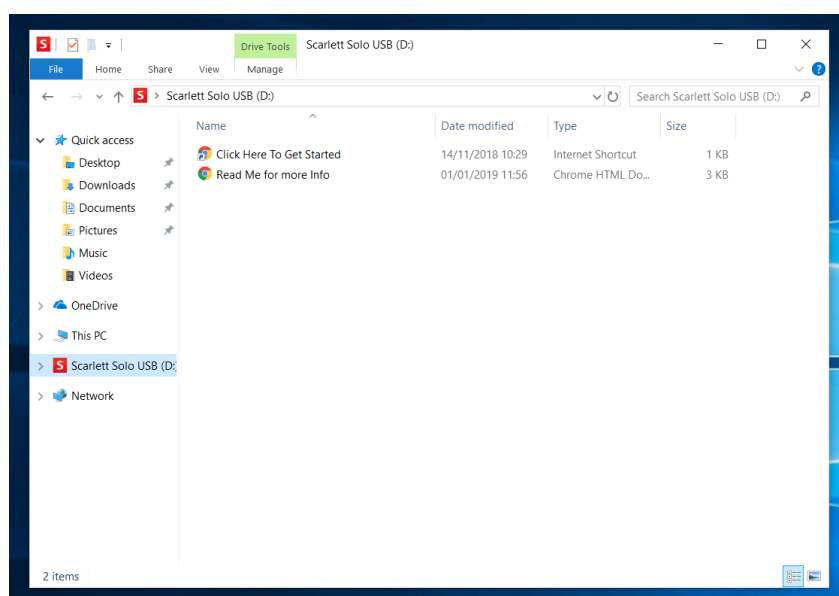 S Drive Tools Scarlett Solo USB (D:)
File Home Share View Manage ?
S > Scarlett Solo USB (D:) Search Scarlett Solo USB (D:)
Name Date modified Type Size
Quick access
Click Here To Get Started 14/11/2018 10:29 Internet Shortcut 1 KB
Desktop
Read Me for more Info 01/01/2019 11:56 Chrome HTML Do... 3 KB
Downloads
Documents
Pictures
Music
Videos
OneDrive
This PC
S Scarlett Solo USB (D:)
Network
2 items